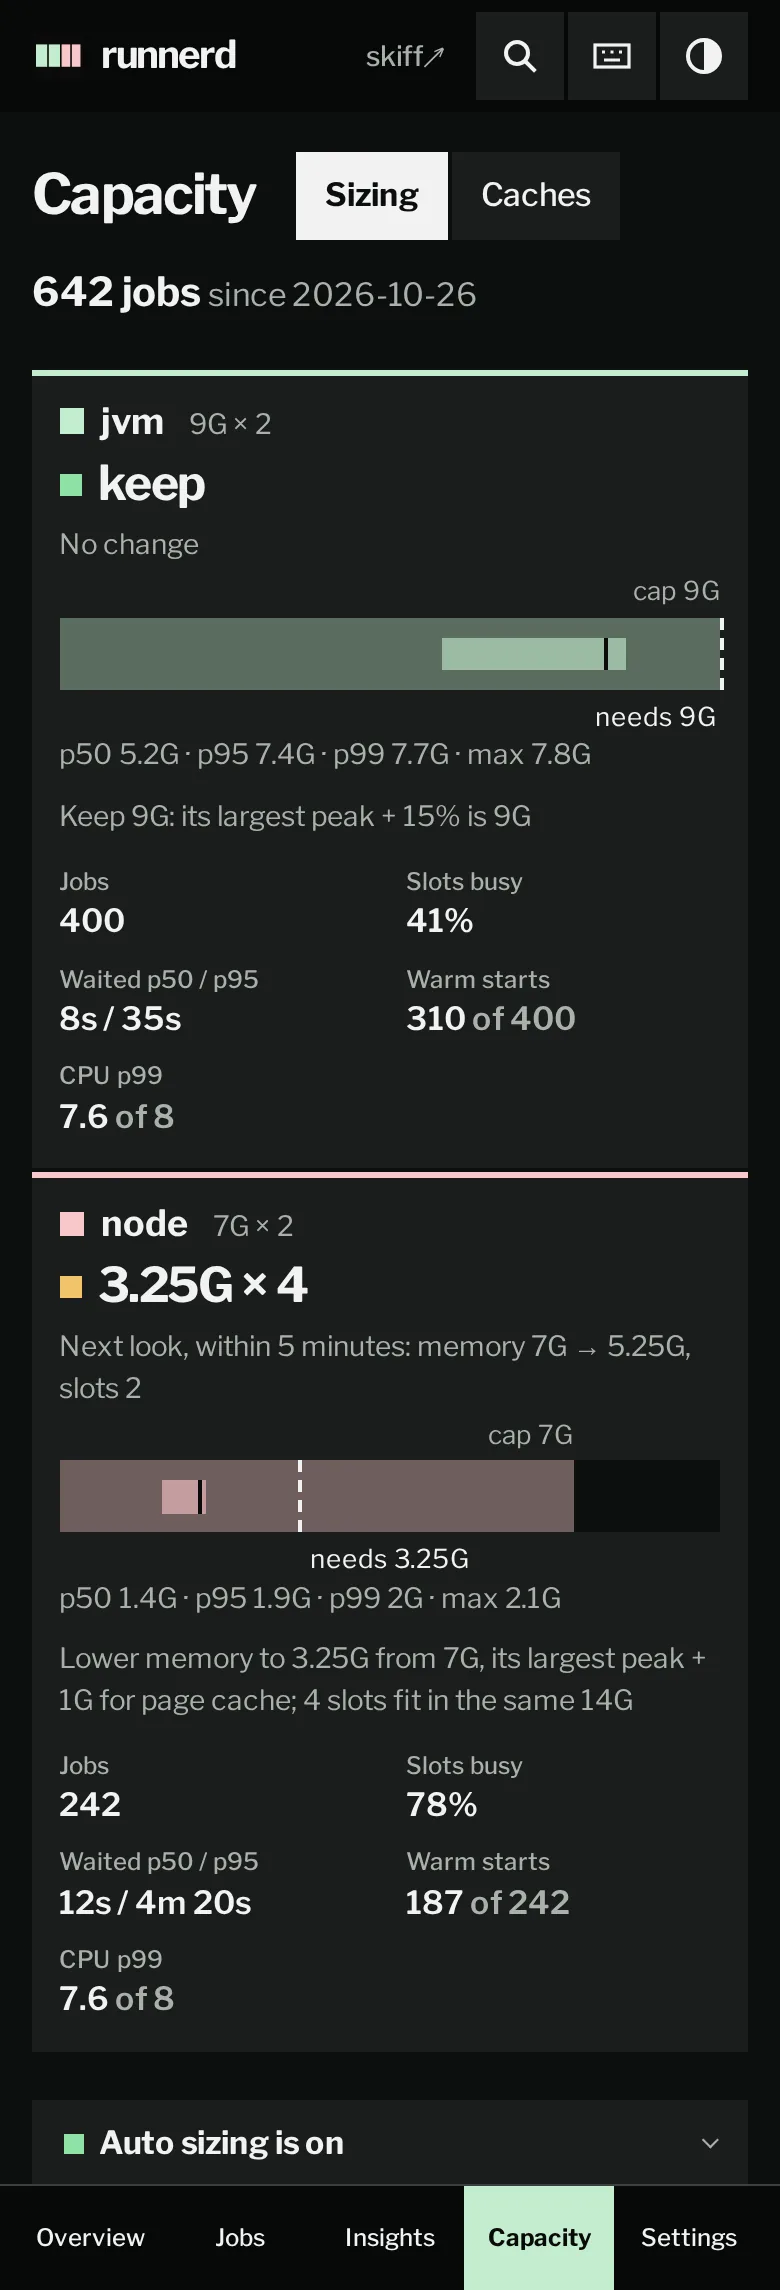 runnerd
skiff↗
Capacity
Sizing
Caches
642 jobs since 2026-10-26
jvm 9G × 2
keep
No change
cap 9G
needs 9G
p50 5.2G · p95 7.4G · p99 7.7G · max 7.8G
Keep 9G: its largest peak + 15% is 9G
Jobs
Slots busy
400
41%
Waited p50 / p95
Warm starts
8s / 35s
310 of 400
CPU p99
7.6 of 8
node 7G × 2
3.25G × 4
Next look, within 5 minutes: memory 7G → 5.25G,
slots 2
cap 7G
needs 3.25G
p50 1.4G · p95 1.9G · p99 2G · max 2.1G
Lower memory to 3.25G from 7G, its largest peak +
1G for page cache; 4 slots fit in the same 14G
Jobs
Slots busy
242
78%
Waited p50 / p95
Warm starts
12s / 4m 20s
187 of 242
CPU p99
7.6 of 8
Auto sizing is on
Overview
Jobs
Insights
Capacity
Settings